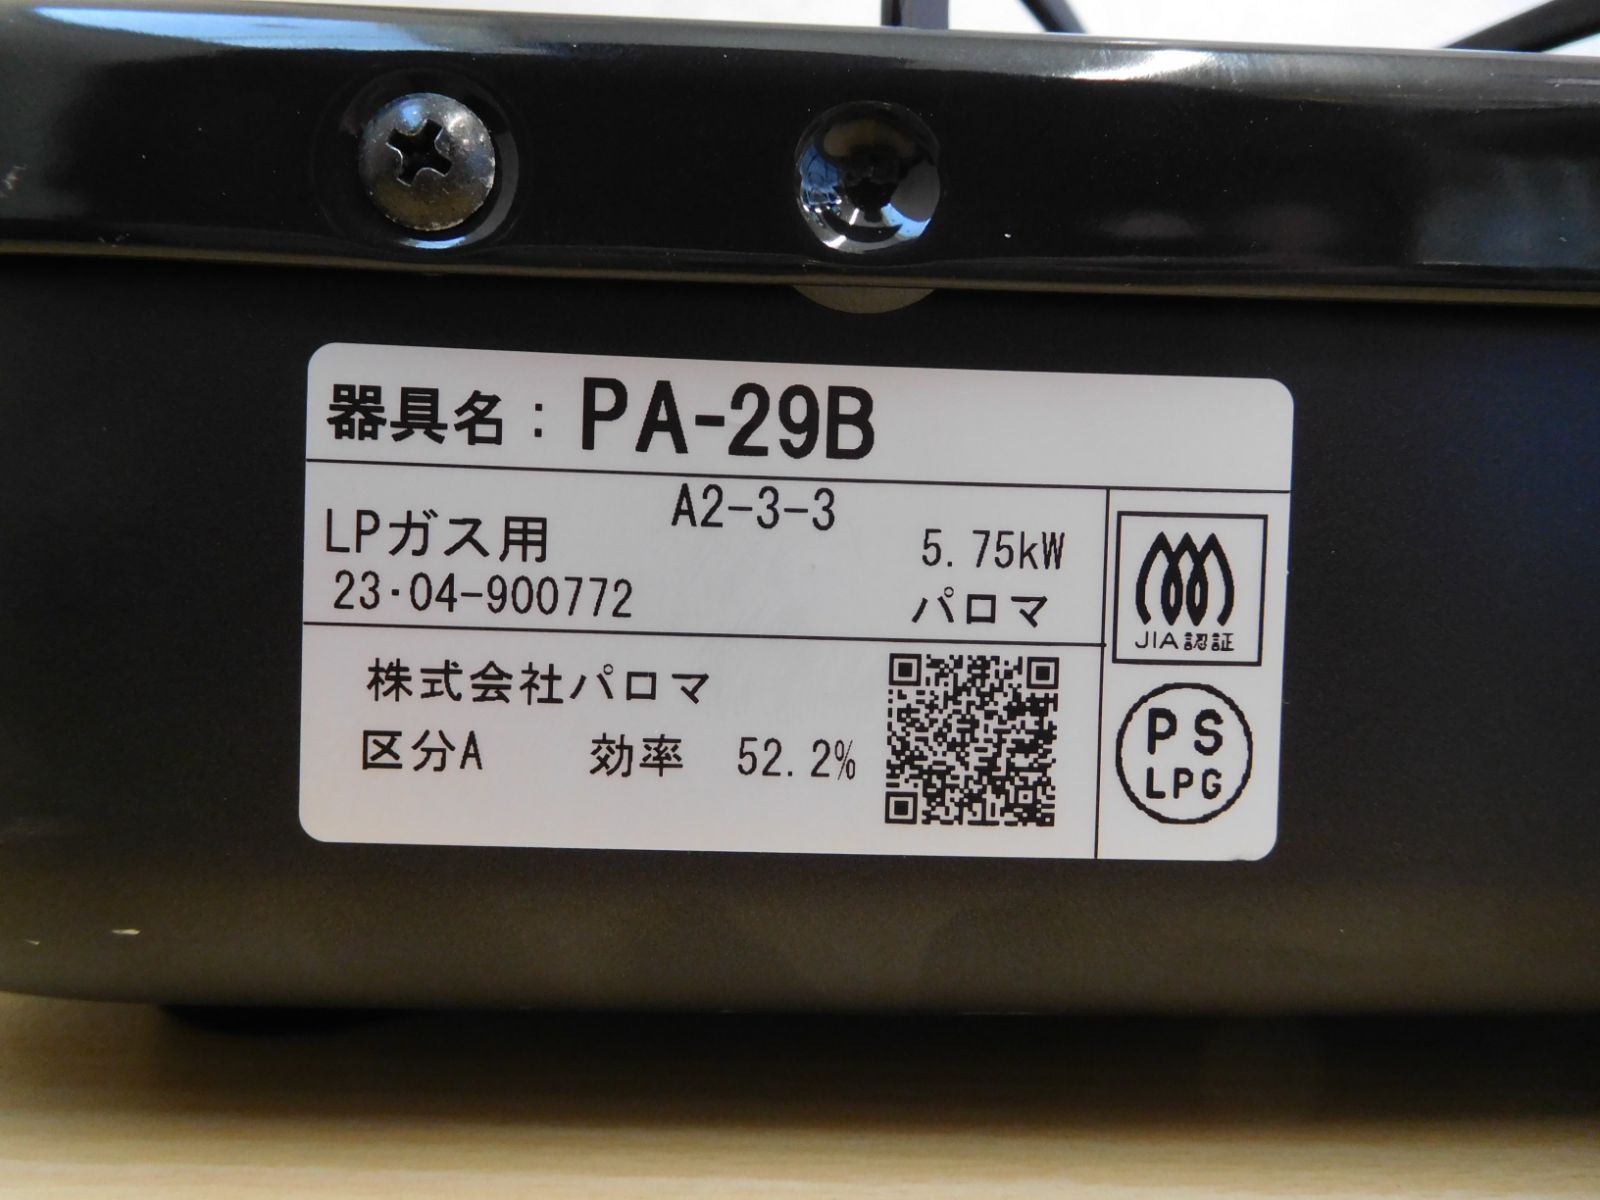 器具名：PA-29B
A2-3-3
LPガス用
5.75kW
23･04-900772
パロマ
JIA認証
株式会社パロマ
区分A 効率 52.2%
PS
LPG